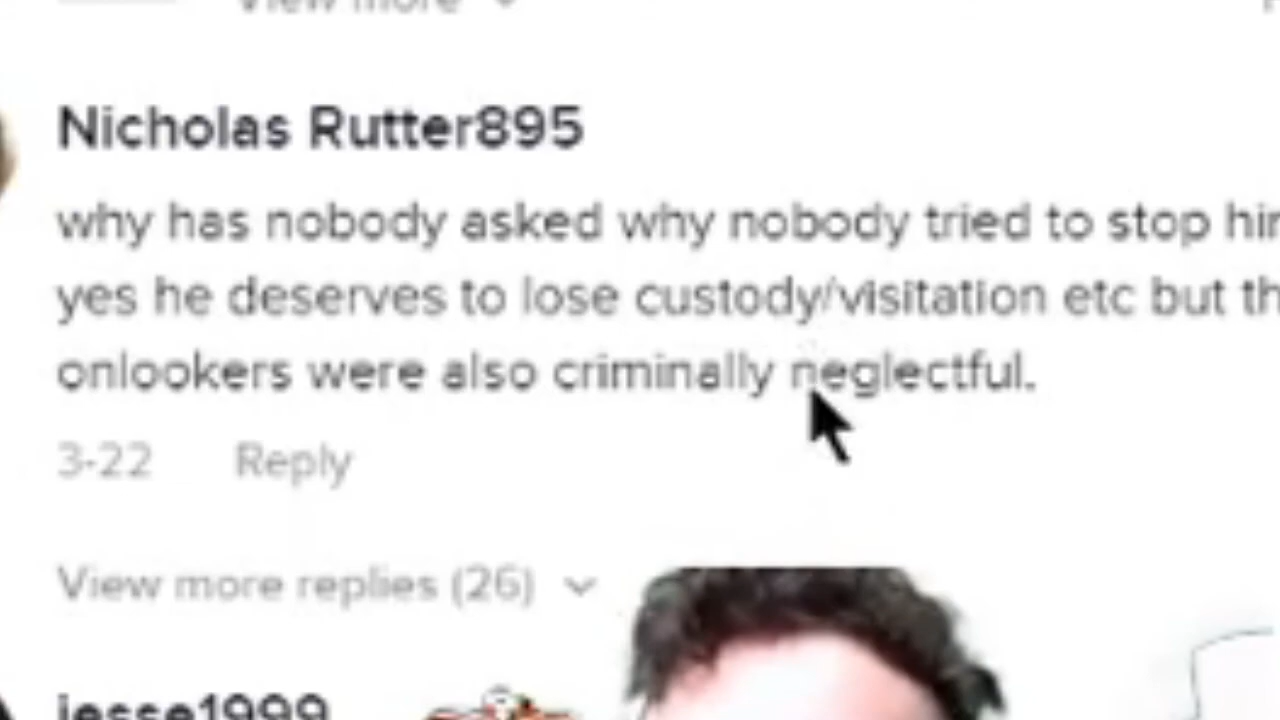 View more
Nicholas Rutter895
why has nobody asked why nobody tried to stop
yes he deserves to lose custody/visitation etc but
onlookers were also criminally neglectful.
3-22 Reply
View more replies (26)
jesse1999